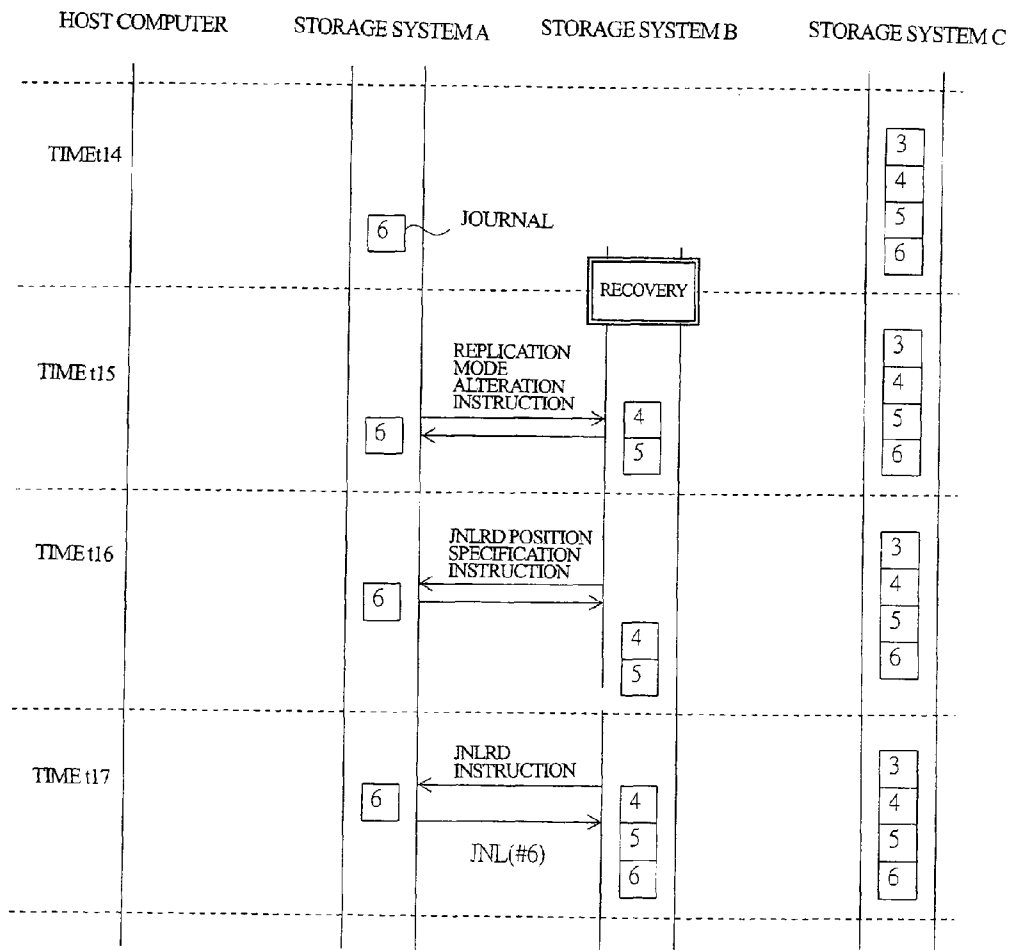 HOST COMPUTER STORAGE SYSTEM A STORAGE SYSTEM B STORAGE SYSTEM C
TIMEt14
3
4
5
6
6
JOURNAL
RECOVERY
TIME t15
REPLICATION
MODE
ALTERATION
INSTRUCTION
6
4
5
3
4
5
6
TIME t16
JNLRD POSITION
SPECIFICATION
INSTRUCTION
6
4
5
3
4
5
6
TIME t17
JNLRD
INSTRUCTION
6
JNL(#6)
4
5
6
3
4
5
6